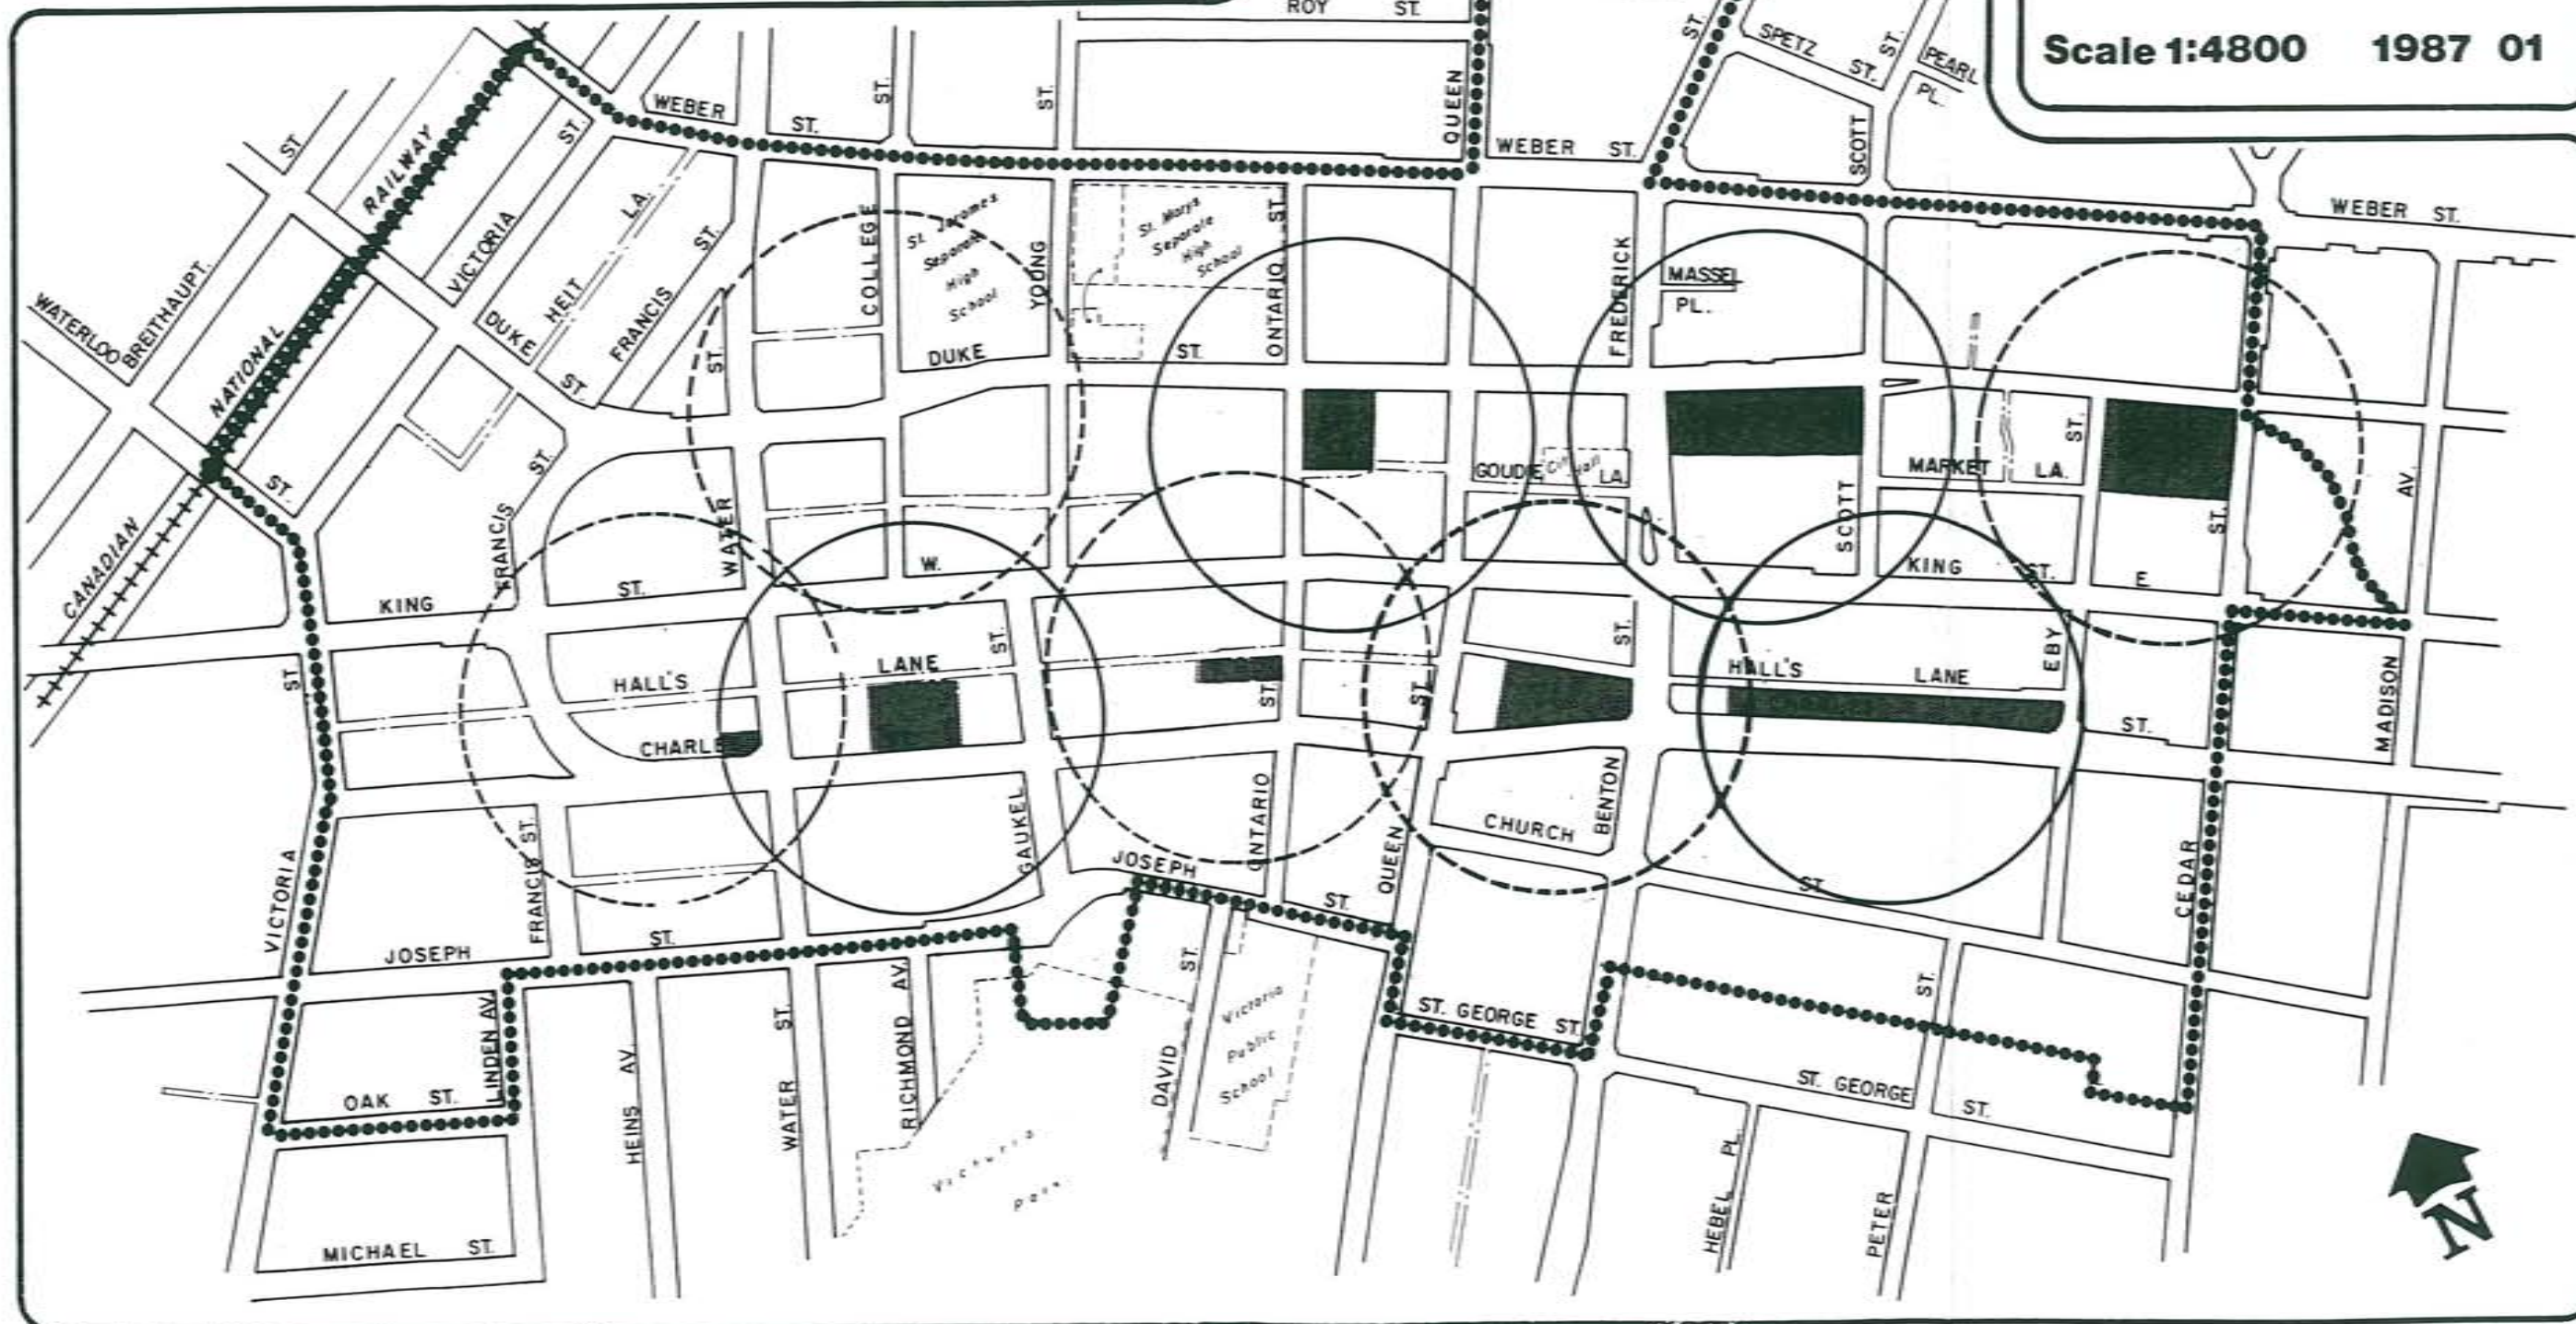 ROY ST.
Scale 1:4800 1987 01
SPETZ ST.
ST.
ST.
PEARL PL.
WEBER ST.
ST.
ST.
QUEEN
WEBER ST.
SCOTT
WEBER ST.
ST
RAILWAY
ST.
VICTORIA
HEIT LA.
FRANCIS ST.
DUKE ST.
ST.
COLLEGE
St. Jeromes
Separate
High
School
YOUNG
St. Marys
Separate
High
School
ONTARIO ST.
FREDERICK
MASSEL
PL.
WATERLOO
BREITHAUPT.
NATIONAL
DUKE ST.
GOUDIE LA.
City Hall
MARKET LA.
ST.
AV.
ST.
CANADIAN
ST.
FRANCIS ST.
WATER
SCOTT
ST.
KING ST. W.
KING ST. E
ST.
HALL'S LANE
ST.
ST.
ST.
ST.
HALL'S LANE
EBY
MADISON
CHARLE
ST.
VICTORIA
FRANCIS ST.
GAUKEL
ONTARIO
QUEEN
CHURCH ST.
BENTON
CEDAR
JOSEPH ST.
JOSEPH ST.
LINDEN AV.
OAK ST.
HEINS AV.
WATER ST.
RICHMOND AV.
DAVID ST.
Victoria
Public
School
ST. GEORGE ST.
ST.
ST. GEORGE ST.
Victoria
Park
HEBEL PL.
PETER
MICHAEL ST.
N